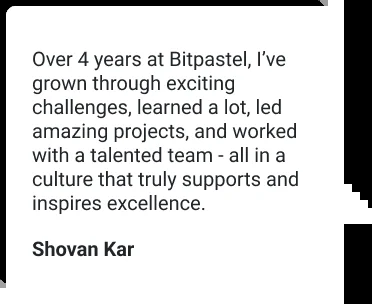 Over 4 years at Bitpastel, I’ve
grown through exciting
challenges, learned a lot, led
amazing projects, and worked
with a talented team - all in a
culture that truly supports and
inspires excellence.
Shovan Kar